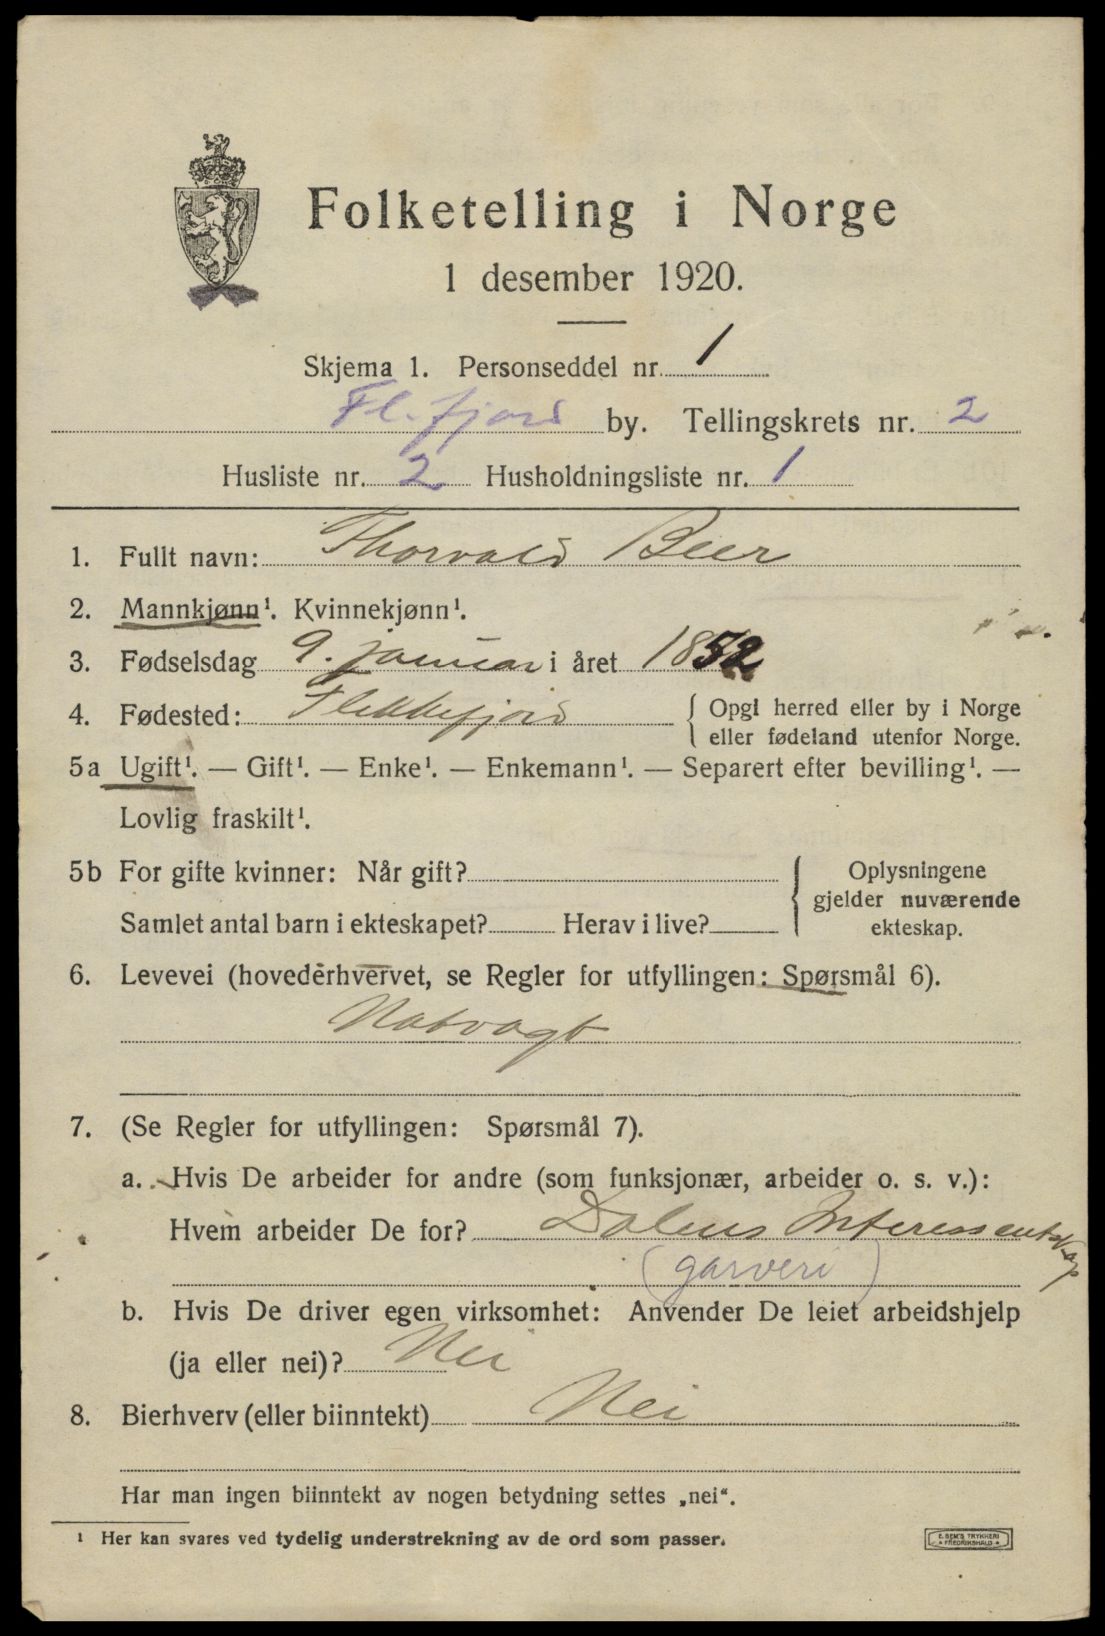 Folketelling i Norge
1 desember 1920.
Skjema 1. Personseddel nr. 1
Fl.fjord by. Tellingskrets nr. 2
Husliste nr. 2 Husholdningsliste nr. 1
1. Fullt navn: Thorvald Beer
2. Mannkjønn¹. Kvinnekjønn¹.
3. Fødselsdag 9. januar i året 1852
4. Fødested: Flekkefjord { Opgl herred eller by i Norge
eller fødeland utenfor Norge.
5a Ugift¹. — Gift¹. — Enke¹. — Enkemann¹. — Separert efter bevilling¹. —
Lovlig fraskilt¹.
5b For gifte kvinner: Når gift? { Oplysningene
gjelder nuværende
Samlet antal barn i ekteskapet? Herav i live? ekteskap.
6. Levevei (hovederhvervet, se Regler for utfyllingen: Spørsmål 6).
Natvagt
7. (Se Regler for utfyllingen: Spørsmål 7).
a. Hvis De arbeider for andre (som funksjonær, arbeider o. s. v.):
Hvem arbeider De for? Dalens Interessentskap
(garveri)
b. Hvis De driver egen virksomhet: Anvender De leiet arbeidshjelp
(ja eller nei)? Nei
8. Bierhverv (eller biinntekt) Nei
Har man ingen biinntekt av nogen betydning settes „nei“.
¹ Her kan svares ved tydelig understrekning av de ord som passer.
E. SEM'S TRYKKERI
FREDRIKSHALD